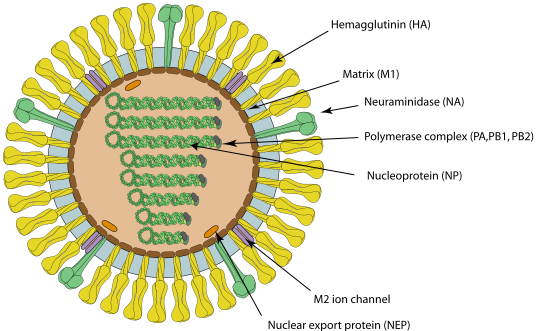 Hemagglutinin (HA)
Matrix (M1)
Neuraminidase (NA)
Polymerase complex (PA,PB1, PB2)
Nucleoprotein (NP)
M2 ion channel
Nuclear export protein (NEP)